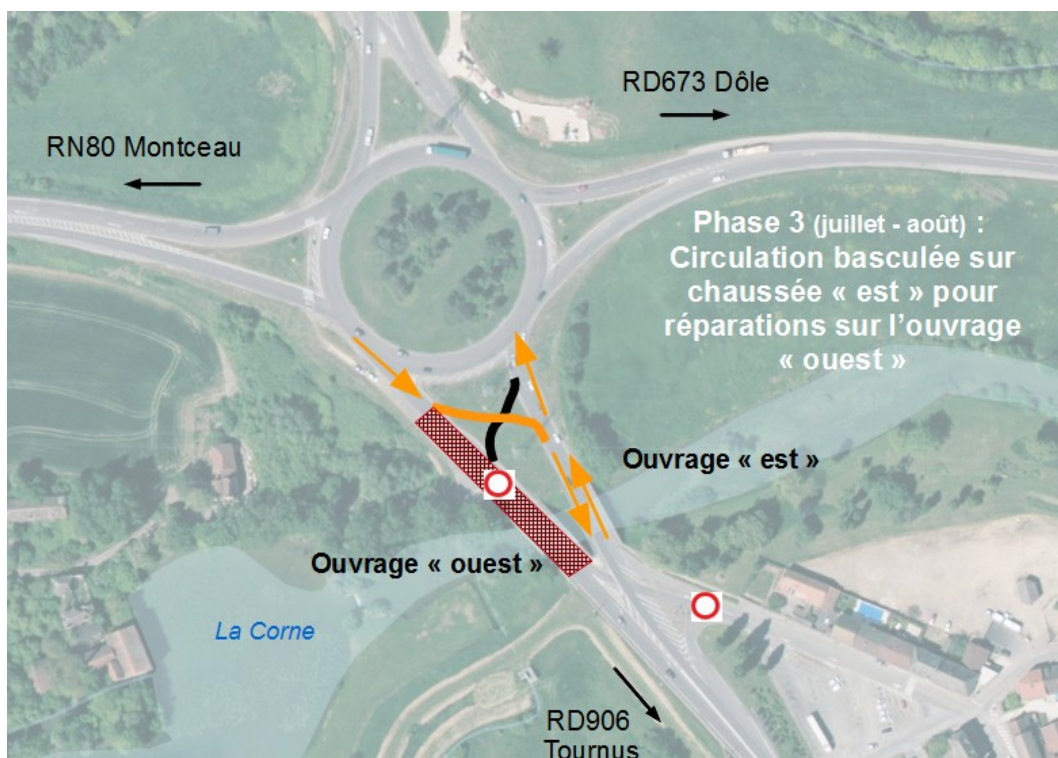 RD673 Dôle
RN80 Montceau
Phase 3 (juillet - août) :
Circulation basculée sur
chaussée « est » pour
réparations sur l'ouvrage
« ouest »
Ouvrage « est »
Ouvrage « ouest »
La Corne
RD906
Tournus